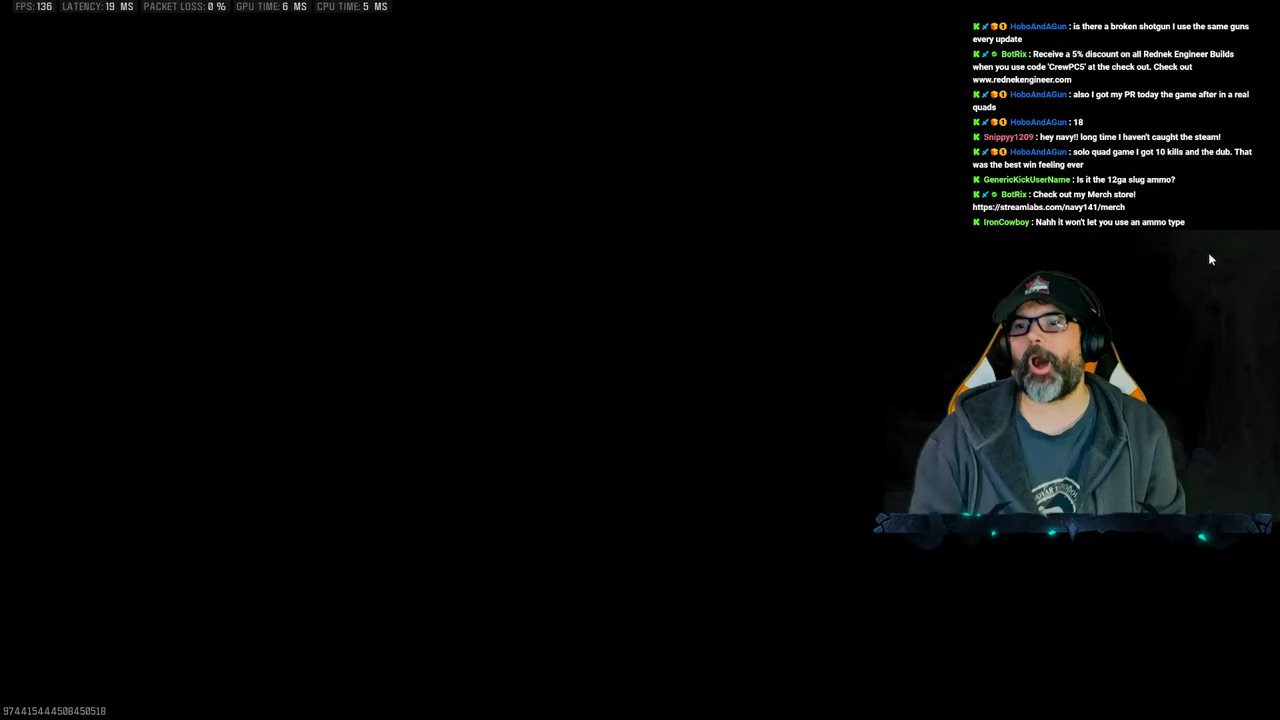 FPS: 136 LATENCY: 19 MS PACKET LOSS: 0 % GPU TIME: 6 MS CPU TIME: 5 MS
HoboAndAGun : is there a broken shotgun I use the same guns
every update
BotRix : Receive a 5% discount on all Rednek Engineer Builds
when you use code 'CrewPC5' at the check out. Check out
www.rednekengineer.com
HoboAndAGun : also I got my PR today the game after in a real
quads
HoboAndAGun : 18
Snippyy1209 : hey navy!! long time I haven't caught the steam!
HoboAndAGun : solo quad game I got 10 kills and the dub. That
was the best win feeling ever
GenericKickUserName : Is it the 12ga slug ammo?
BotRix : Check out my Merch store!
https://streamlabs.com/navy141/merch
IronCowboy : Nahh it won't let you use an ammo type
974415444508450518